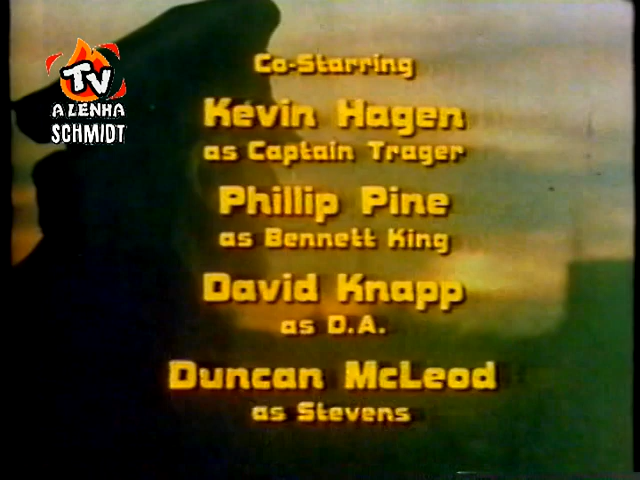 TV
A LENHA
SCHMIDT
Co-Starring
Kevin Hagen
as Captain Trager
Phillip Pine
as Bennett King
David Knapp
as D.A.
Duncan McLeod
as Stevens